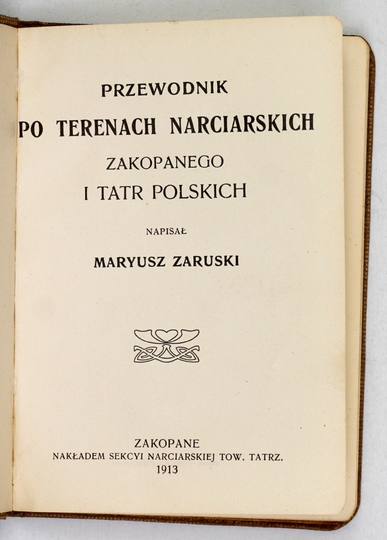 PRZEWODNIK
PO TERENACH NARCIARSKICH
ZAKOPANEGO
I TATR POLSKICH
NAPISAŁ
MARYUSZ ZARUSKI
ZAKOPANE
NAKŁADEM SEKCYI NARCIARSKIEJ TOW. TATRZ.
1913